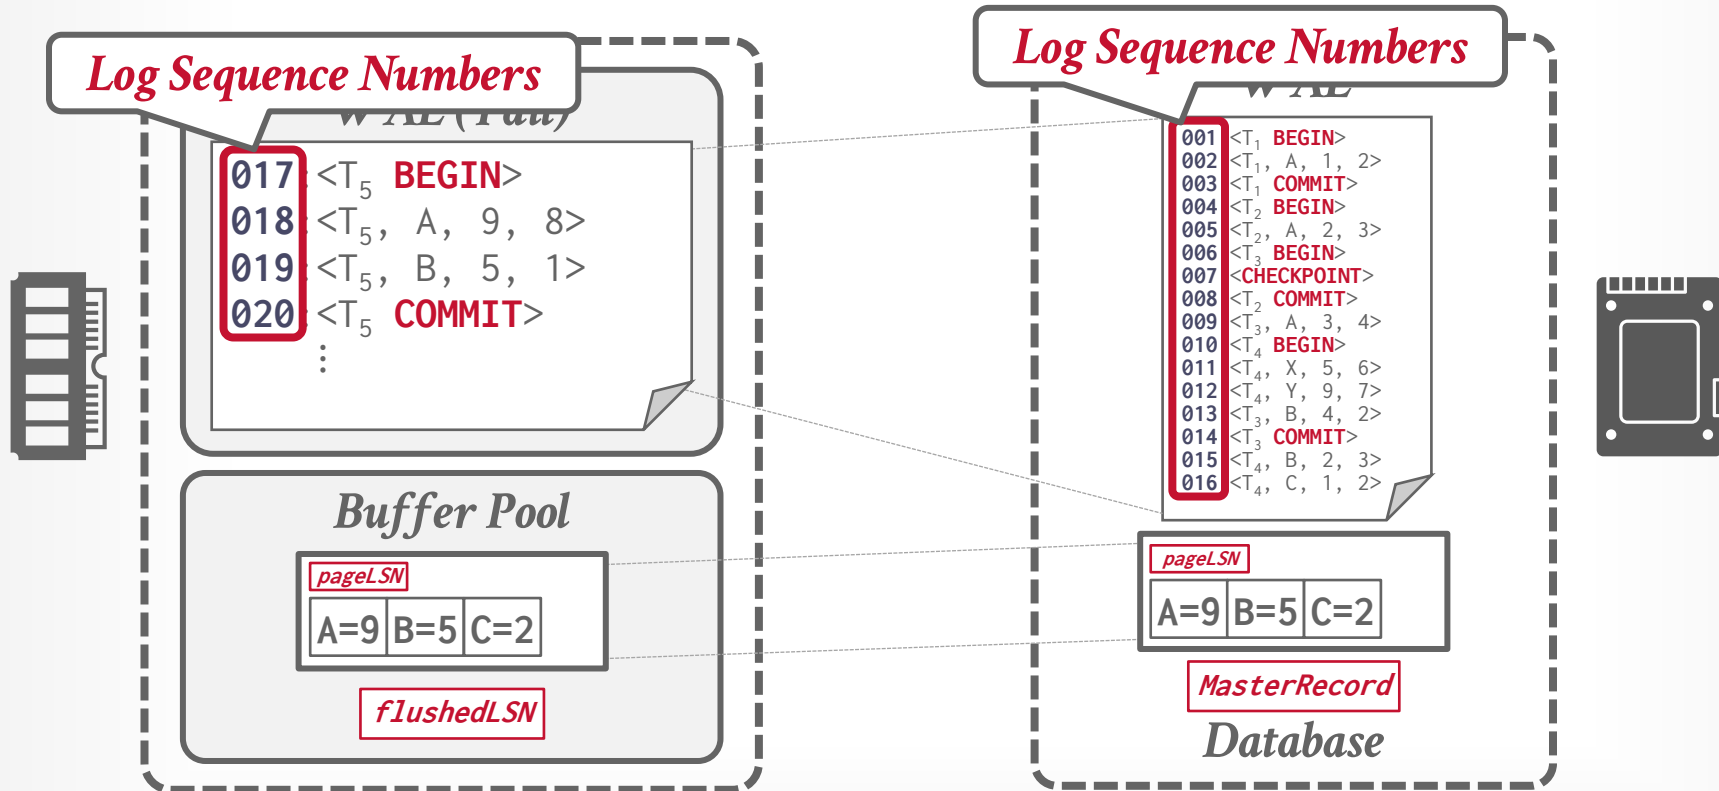 Log Sequence Numbers
WAL (Tail)
017 <T5 BEGIN>
018 <T5, A, 9, 8>
019 <T5, B, 5, 1>
020 <T5 COMMIT>
⋮
Buffer Pool
pageLSN
A=9 B=5 C=2
flushedLSN
Log Sequence Numbers
WAL
001 <T1 BEGIN>
002 <T1, A, 1, 2>
003 <T1 COMMIT>
004 <T2 BEGIN>
005 <T2, A, 2, 3>
006 <T3 BEGIN>
007 <CHECKPOINT>
008 <T2 COMMIT>
009 <T3, A, 3, 4>
010 <T4 BEGIN>
011 <T4, X, 5, 6>
012 <T4, Y, 9, 7>
013 <T3, B, 4, 2>
014 <T3 COMMIT>
015 <T4, B, 2, 3>
016 <T4, C, 1, 2>
pageLSN
A=9 B=5 C=2
MasterRecord
Database